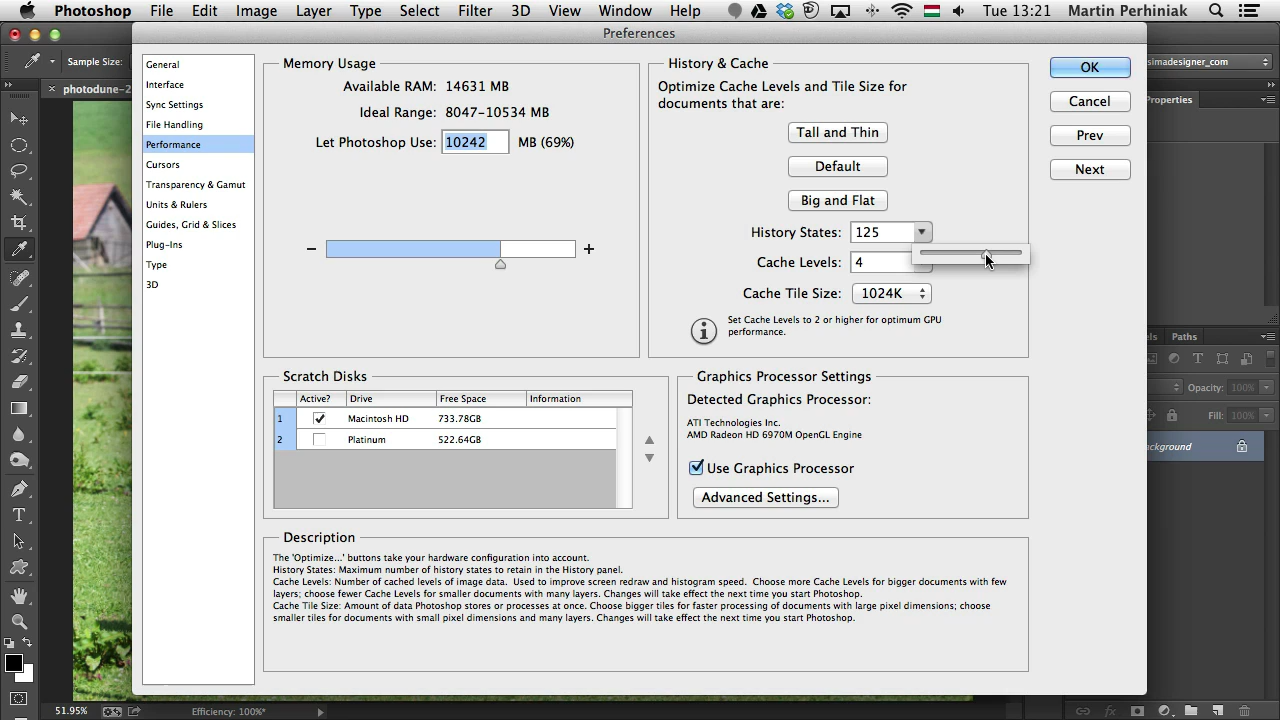 Photoshop File Edit Image Layer Type Select Filter 3D View Window Help Tue 13:21 Martin Perhiniak
Preferences
Sample Size:
simadesigner_com
photodune-2
Properties
General
Interface
Sync Settings
File Handling
Performance
Cursors
Transparency & Gamut
Units & Rulers
Guides, Grid & Slices
Plug-Ins
Type
3D
Memory Usage
Available RAM: 14631 MB
Ideal Range: 8047-10534 MB
Let Photoshop Use: 10242 MB (69%)
− +
History & Cache
Optimize Cache Levels and Tile Size for
documents that are:
Tall and Thin
Default
Big and Flat
History States: 125
Cache Levels: 4
Cache Tile Size: 1024K
Set Cache Levels to 2 or higher for optimum GPU
performance.
OK
Cancel
Prev
Next
Scratch Disks
Active? Drive Free Space Information
1 Macintosh HD 733.78GB
2 Platinum 522.64GB
Graphics Processor Settings
Detected Graphics Processor:
ATI Technologies Inc.
AMD Radeon HD 6970M OpenGL Engine
Use Graphics Processor
Advanced Settings...
Description
The 'Optimize...' buttons take your hardware configuration into account.
History States: Maximum number of history states to retain in the History panel.
Cache Levels: Number of cached levels of image data. Used to improve screen redraw and histogram speed. Choose more Cache Levels for bigger documents with few
layers; choose fewer Cache Levels for smaller documents with many layers. Changes will take effect the next time you start Photoshop.
Cache Tile Size: Amount of data Photoshop stores or processes at once. Choose bigger tiles for faster processing of documents with large pixel dimensions; choose
smaller tiles for documents with small pixel dimensions and many layers. Changes will take effect the next time you start Photoshop.
els Paths
Opacity: 100%
Fill: 100%
ackground
51.95% Efficiency: 100%*